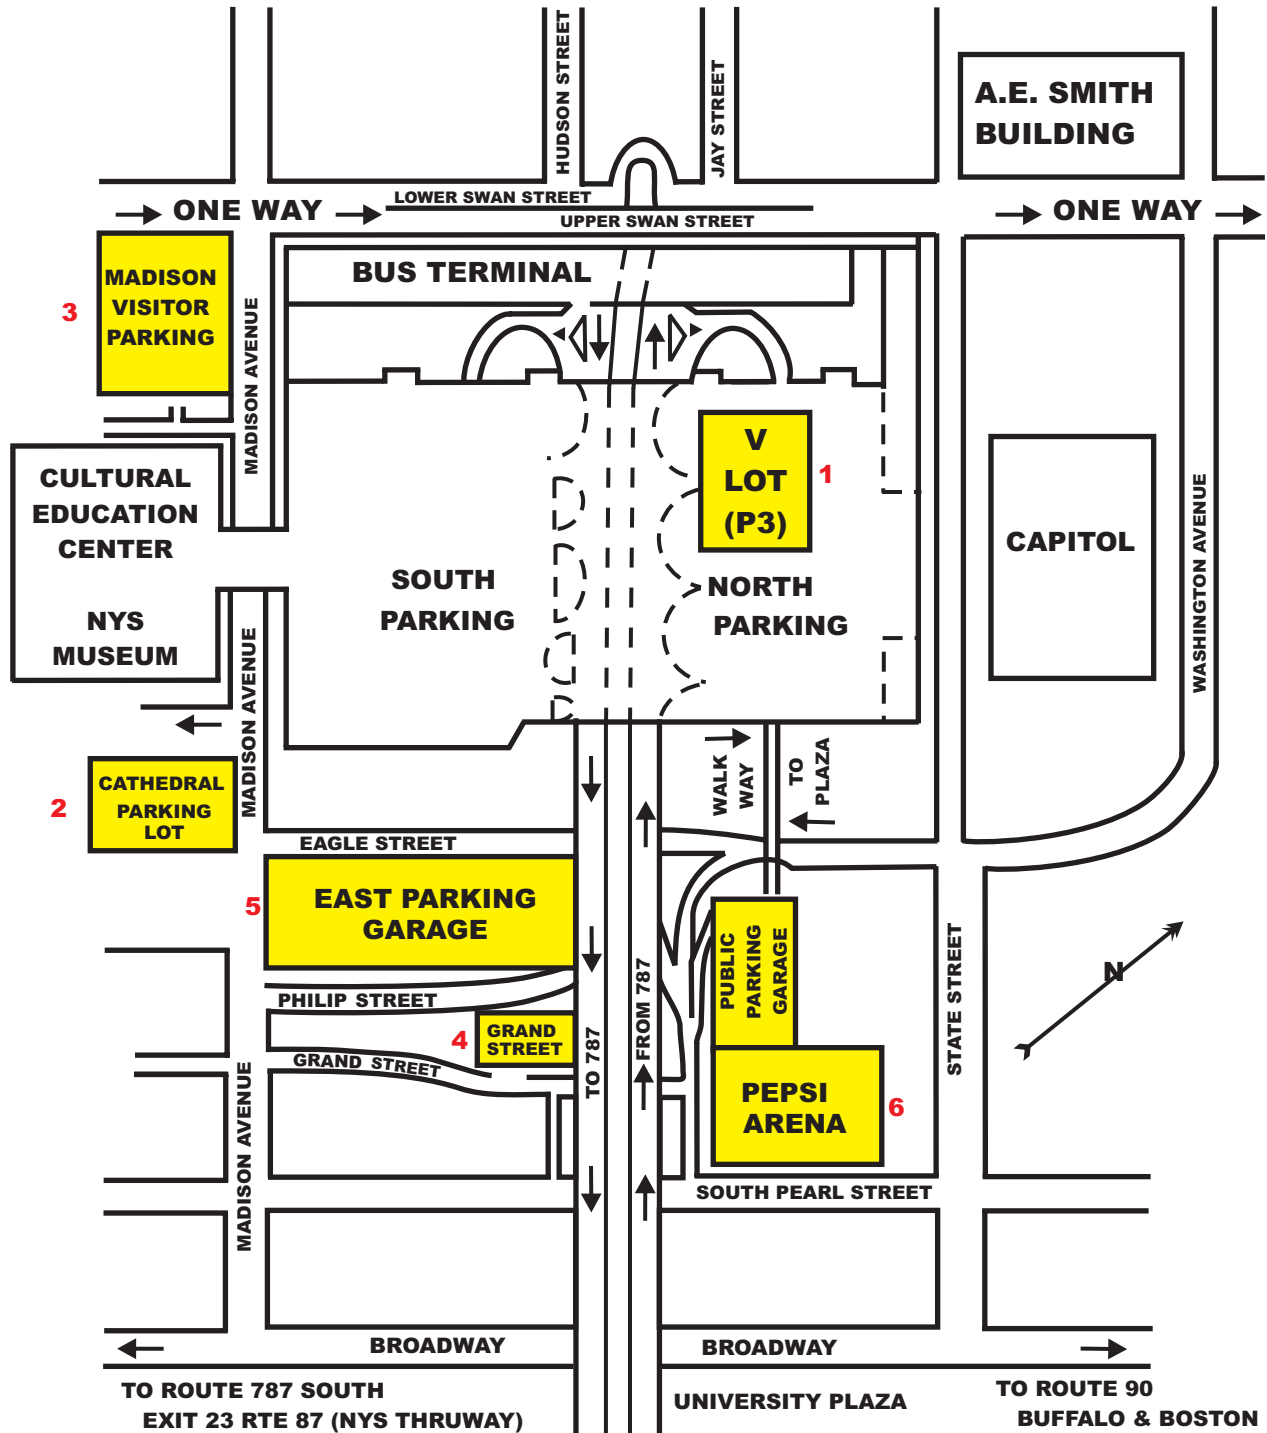 HUDSON STREET
JAY STREET
A.E. SMITH
BUILDING
LOWER SWAN STREET
ONE WAY
UPPER SWAN STREET
ONE WAY
BUS TERMINAL
MADISON
VISITOR
PARKING
3
MADISON AVENUE
V
LOT
(P3)
1
CULTURAL
EDUCATION
CENTER
NYS
MUSEUM
SOUTH
PARKING
NORTH
PARKING
CAPITOL
WASHINGTON AVENUE
MADISON AVENUE
WALK
WAY
TO
PLAZA
CATHEDRAL
PARKING
LOT
2
EAGLE STREET
EAST PARKING
GARAGE
5
PUBLIC
PARKING
GARAGE
STATE STREET
N
PHILIP STREET
GRAND
STREET
4
GRAND STREET
TO 787
FROM 787
MADISON AVENUE
PEPSI
ARENA
6
SOUTH PEARL STREET
BROADWAY
BROADWAY
TO ROUTE 787 SOUTH
EXIT 23 RTE 87 (NYS THRUWAY)
UNIVERSITY PLAZA
TO ROUTE 90
BUFFALO & BOSTON